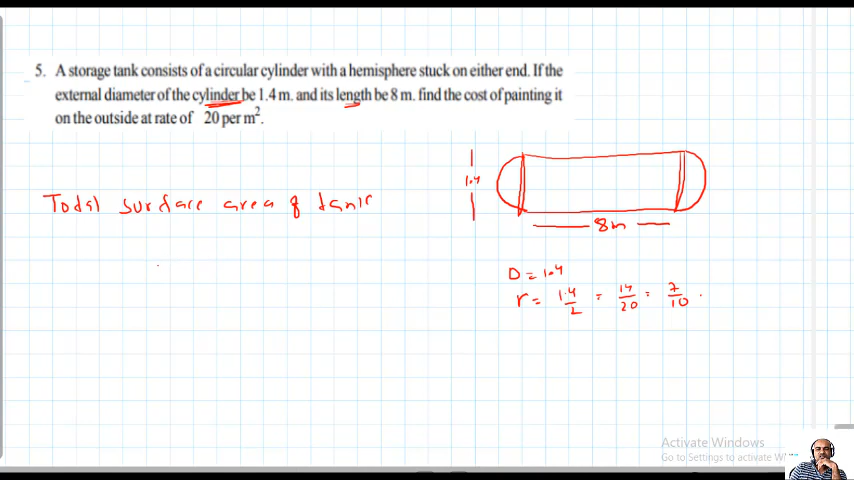 5. A storage tank consists of a circular cylinder with a hemisphere stuck on either end. If the
external diameter of the cylinder be 1.4 m. and its length be 8 m. find the cost of painting it
on the outside at rate of 20 per m².
1.4
Total surface area of tank
8m
D = 1.4
r = 1.4/2 = 14/20 = 7/10 .
Activate Windows
Go to Settings to activate W